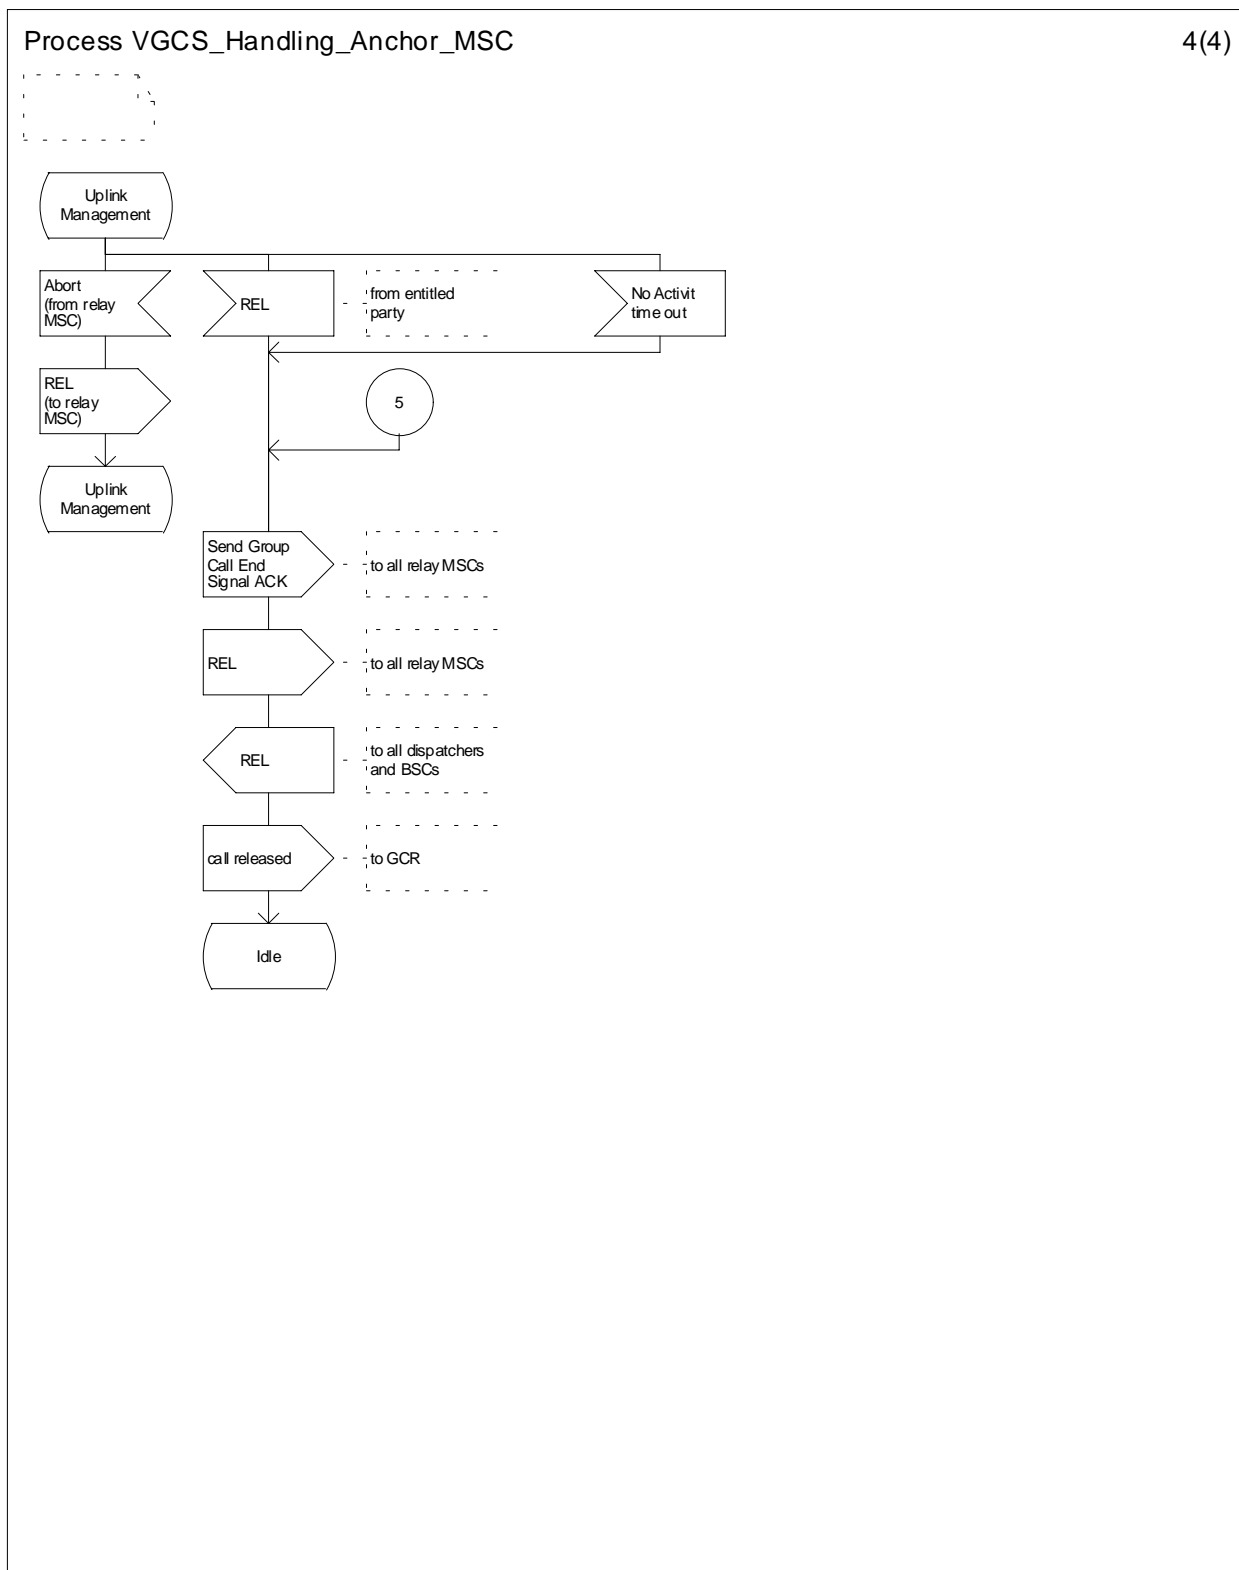 Process VGCS_Handling_Anchor_MSC
4(4)
Uplink
Management
Abort
(from relay
MSC)
REL
from entitled
party
No Activit
time out
REL
(to relay
MSC)
5
Uplink
Management
Send Group
Call End
Signal ACK
to all relay MSCs
REL
to all relay MSCs
REL
to all dispatchers
and BSCs
call released
to GCR
Idle